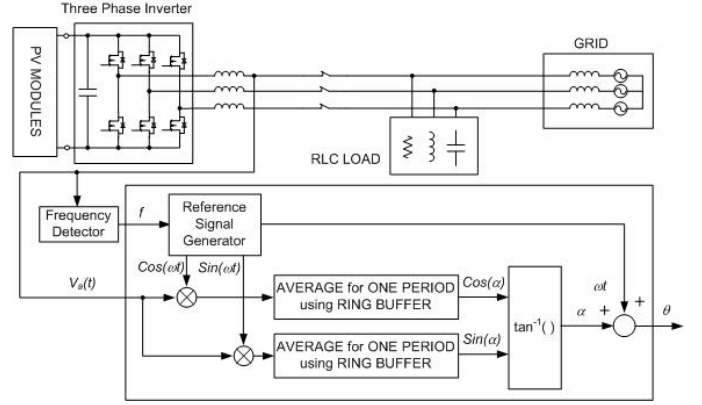 Three Phase Inverter
PV MODULES
GRID
RLC LOAD
Frequency
Detector
f
Reference
Signal
Generator
Cos(ωt)
Sin(ωt)
Va(t)
AVERAGE for ONE PERIOD
using RING BUFFER
Cos(α)
AVERAGE for ONE PERIOD
using RING BUFFER
Sin(α)
tan⁻¹( )
ωt
α
+
+
θ